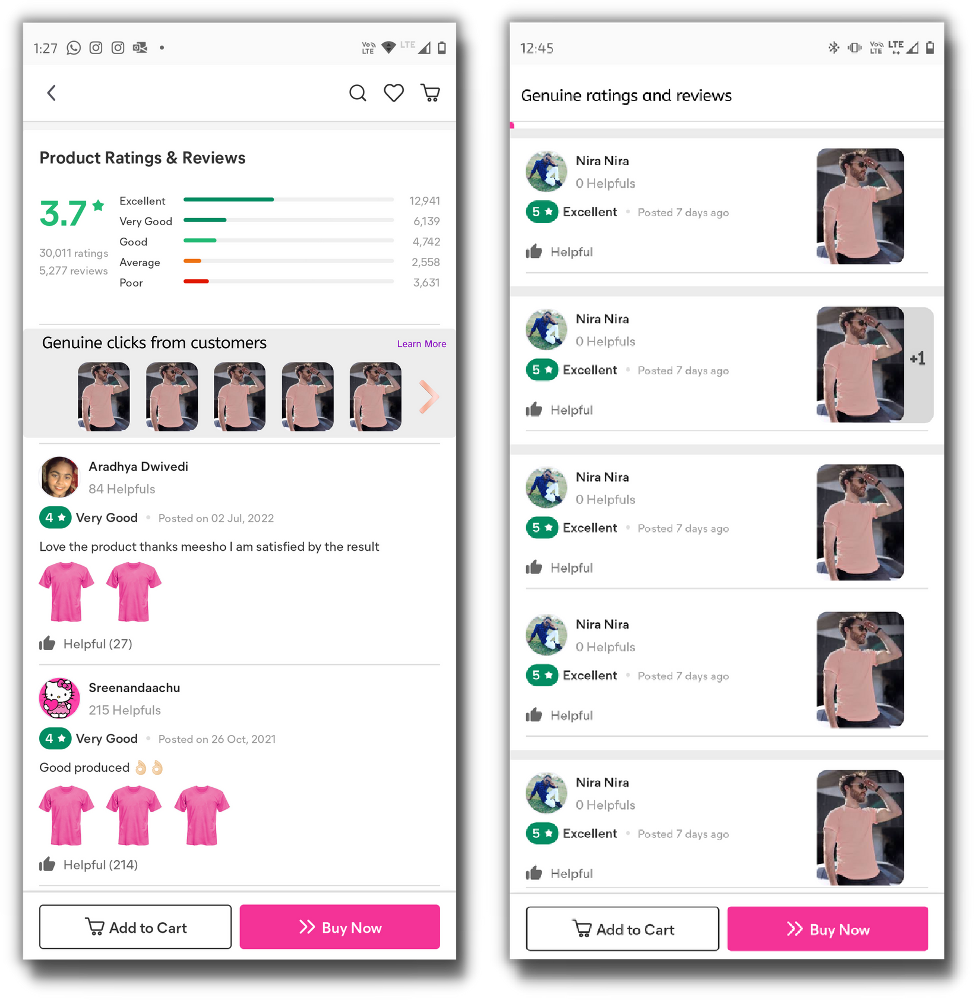 1:27
Vo LTE LTE
Product Ratings & Reviews
3.7
30,011 ratings
5,277 reviews
Excellent 12,941
Very Good 6,139
Good 4,742
Average 2,558
Poor 3,631
Genuine clicks from customers Learn More
Aradhya Dwivedi
84 Helpfuls
4 Very Good • Posted on 02 Jul, 2022
Love the product thanks meesho I am satisfied by the result
Helpful (27)
Sreenandaachu
215 Helpfuls
4 Very Good • Posted on 26 Oct, 2021
Good produced 👌🏻👌🏻
Helpful (214)
Add to Cart
Buy Now
12:45
Vo LTE LTE
Genuine ratings and reviews
Nira Nira
0 Helpfuls
5 Excellent • Posted 7 days ago
Helpful
Nira Nira
0 Helpfuls
5 Excellent • Posted 7 days ago
+1
Helpful
Nira Nira
0 Helpfuls
5 Excellent • Posted 7 days ago
Helpful
Nira Nira
0 Helpfuls
5 Excellent • Posted 7 days ago
Helpful
Nira Nira
0 Helpfuls
5 Excellent • Posted 7 days ago
Helpful
Add to Cart
Buy Now